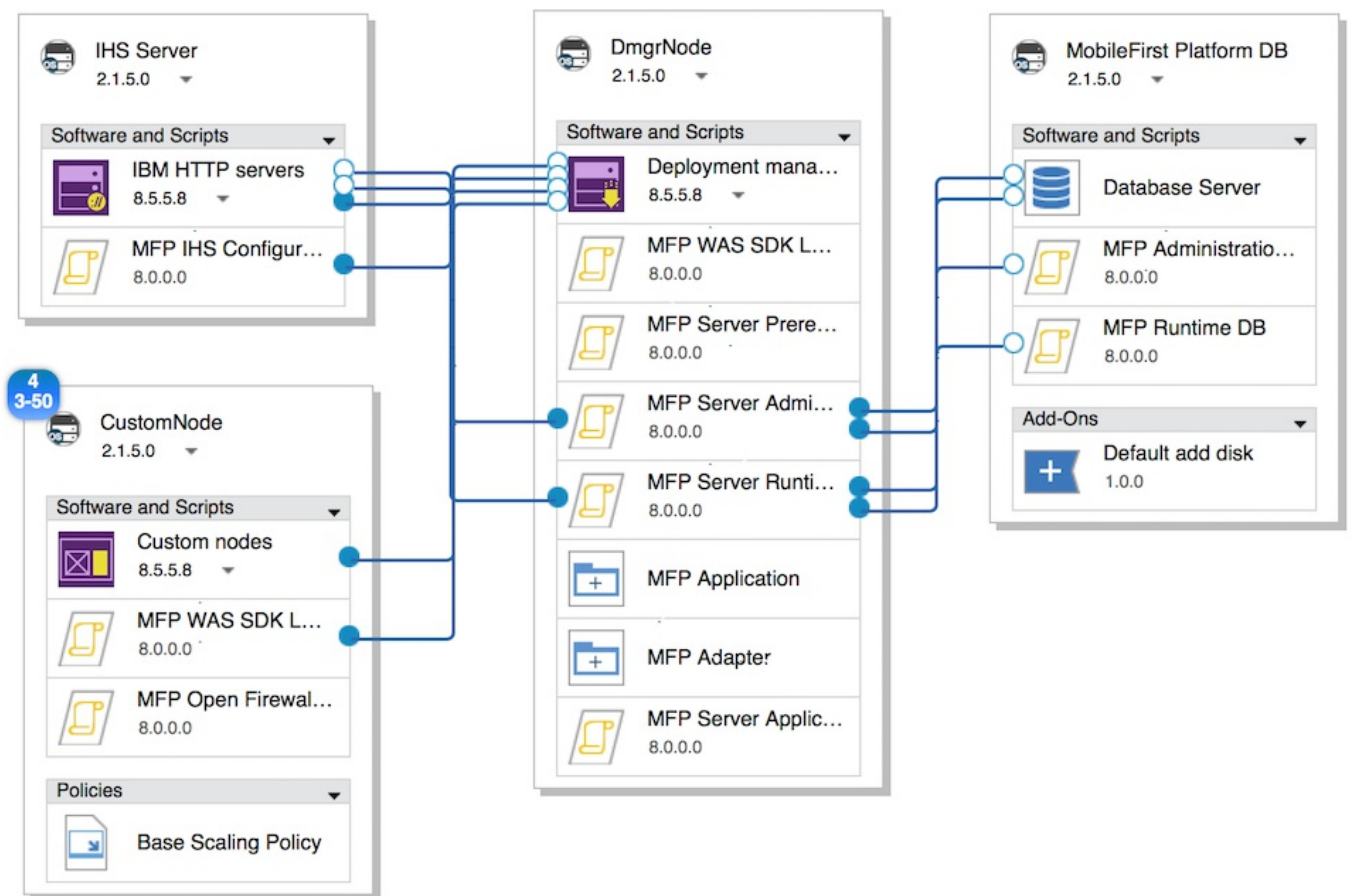 IHS Server
2.1.5.0
Software and Scripts
IBM HTTP servers
8.5.5.8
MFP IHS Configur...
8.0.0.0
4
3-50
CustomNode
2.1.5.0
Software and Scripts
Custom nodes
8.5.5.8
MFP WAS SDK L...
8.0.0.0
MFP Open Firewal...
8.0.0.0
Policies
Base Scaling Policy
DmgrNode
2.1.5.0
Software and Scripts
Deployment mana...
8.5.5.8
MFP WAS SDK L...
8.0.0.0
MFP Server Prere...
8.0.0.0
MFP Server Admi...
8.0.0.0
MFP Server Runti...
8.0.0.0
MFP Application
MFP Adapter
MFP Server Applic...
8.0.0.0
MobileFirst Platform DB
2.1.5.0
Software and Scripts
Database Server
MFP Administratio...
8.0.0.0
MFP Runtime DB
8.0.0.0
Add-Ons
Default add disk
1.0.0